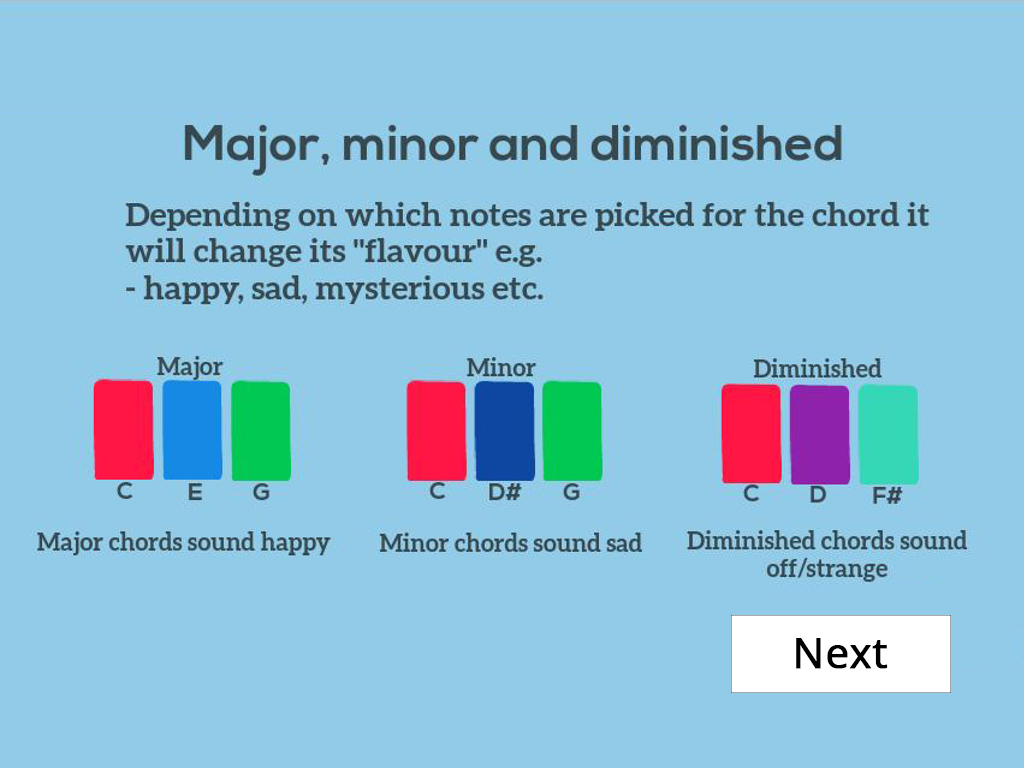 Major, minor and diminished
Depending on which notes are picked for the chord it
will change its "flavour" e.g.
- happy, sad, mysterious etc.
Major
C E G
Major chords sound happy
Minor
C D# G
Minor chords sound sad
Diminished
C D F#
Diminished chords sound
off/strange
Next